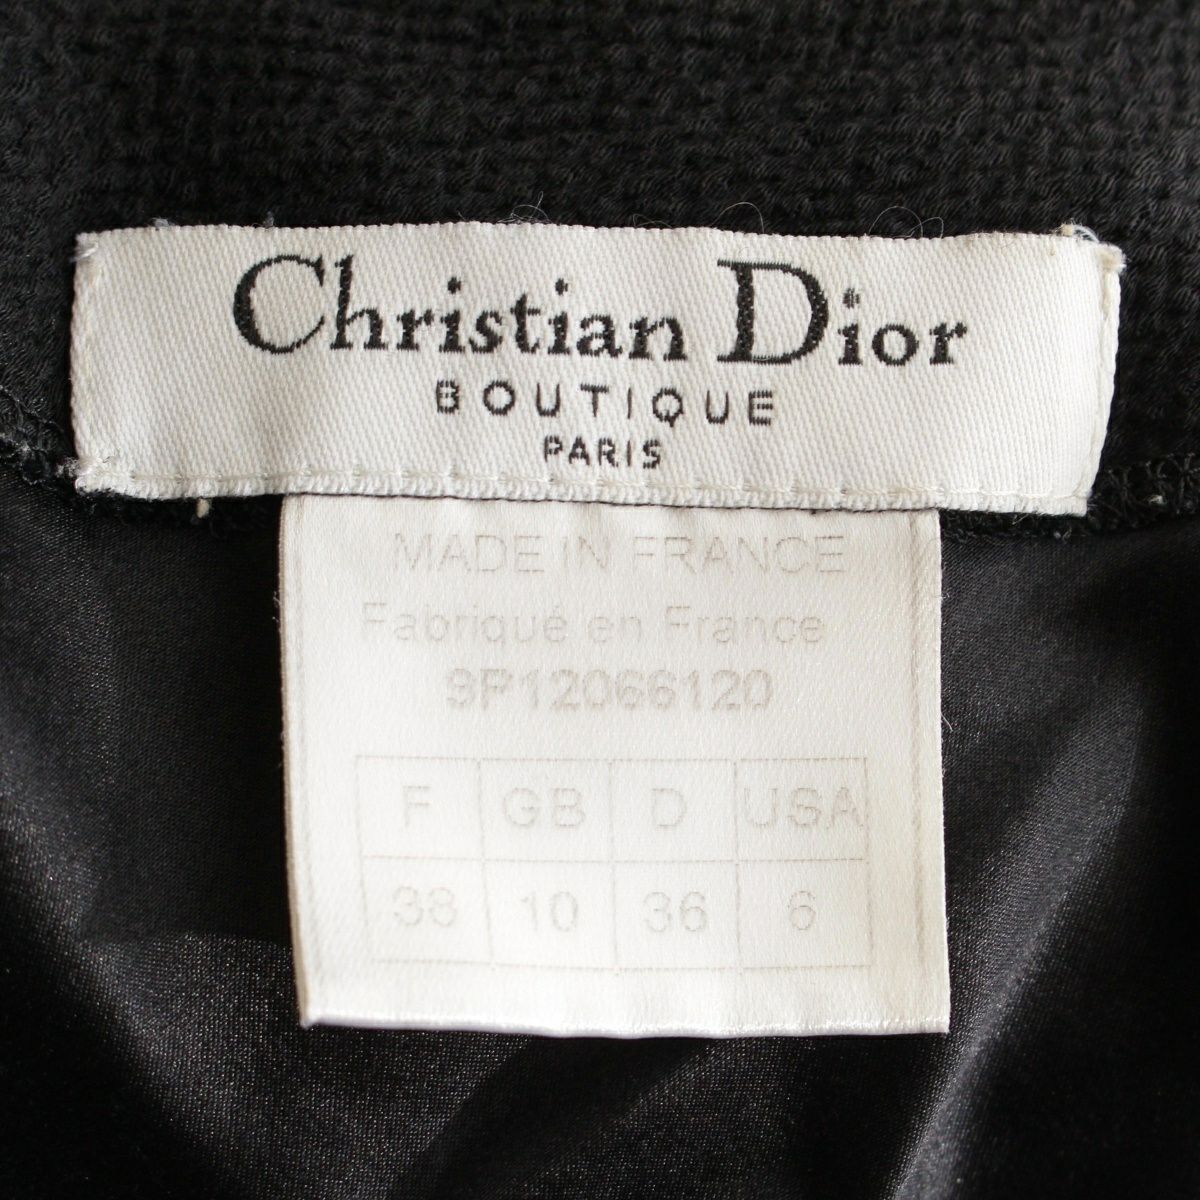 Christian Dior
BOUTIQUE
PARIS
MADE IN FRANCE
Fabriqué en France
9P12066120
F GB D USA
38 10 36 6